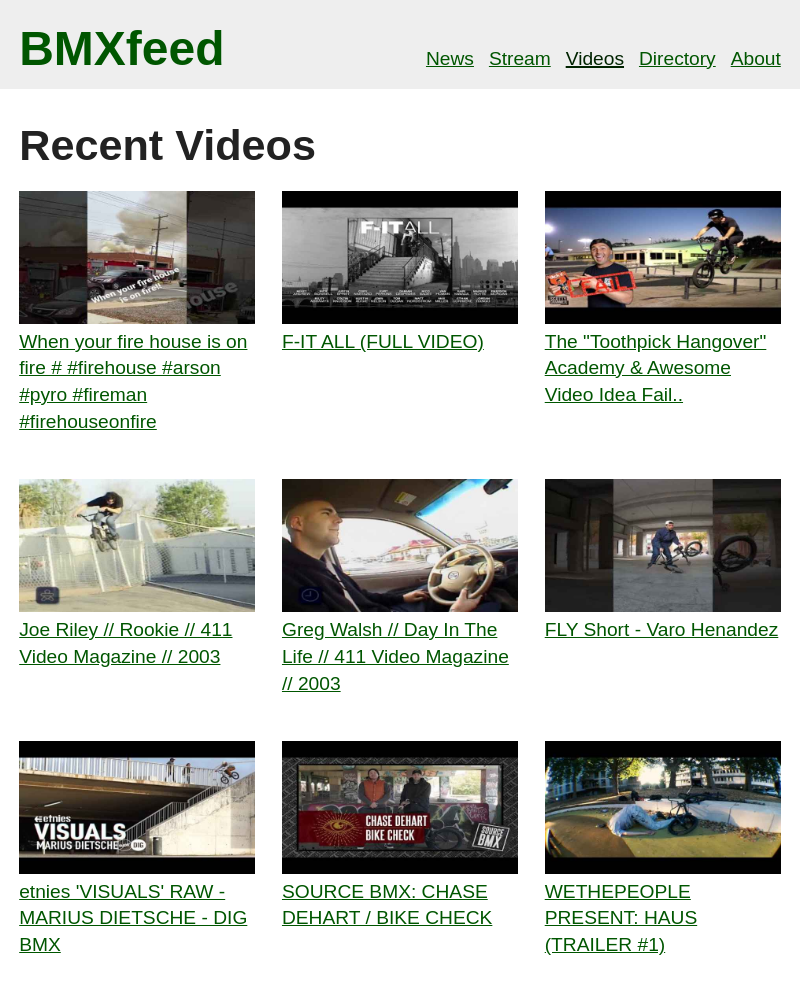 BMXfeed
News Stream Videos Directory About
Recent Videos
When your fire house
is on fire!!
ouse
F-IT ALL
When your fire house is on
fire # #firehouse #arson
#pyro #fireman
#firehouseonfire
F-IT ALL (FULL VIDEO)
The "Toothpick Hangover"
Academy & Awesome
Video Idea Fail..
Joe Riley // Rookie // 411
Video Magazine // 2003
Greg Walsh // Day In The
Life // 411 Video Magazine
// 2003
FLY Short - Varo Henandez
etnies
VISUALS
MARIUS DIETSCHE
DIG
CHASE DEHART
BIKE CHECK
SOURCE
BMX
etnies 'VISUALS' RAW -
MARIUS DIETSCHE - DIG
BMX
SOURCE BMX: CHASE
DEHART / BIKE CHECK
WETHEPEOPLE
PRESENT: HAUS
(TRAILER #1)